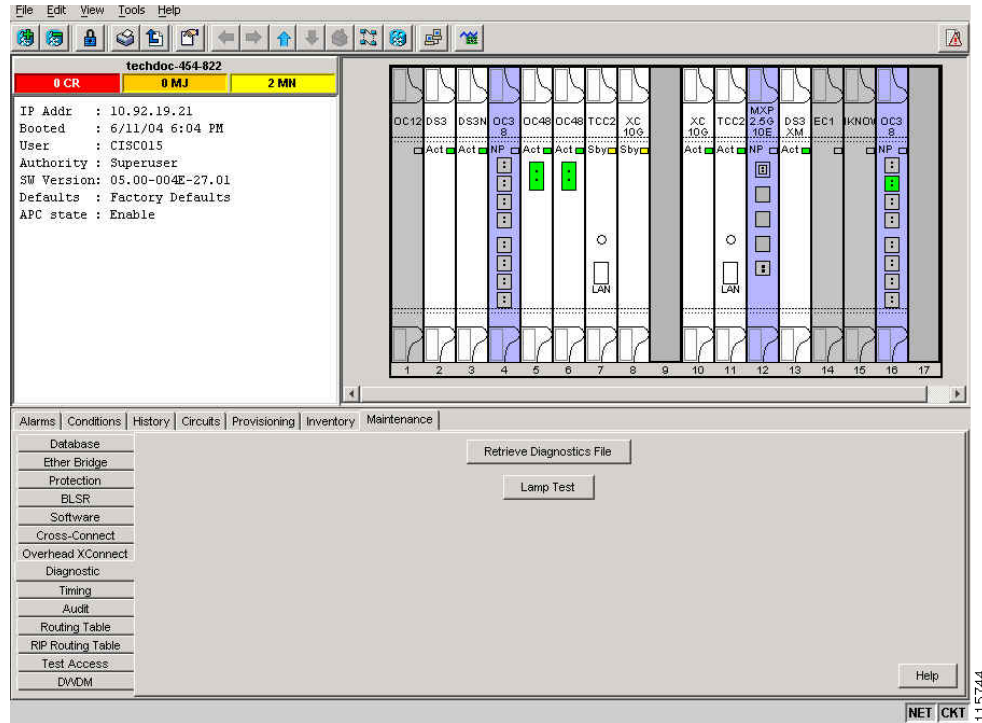 File Edit View Tools Help
techdoc-454-822
0 CR 0 MJ 2 MN
IP Addr : 10.92.19.21
Booted : 6/11/04 6:04 PM
User : CISCO15
Authority : Superuser
SW Version: 05.00-004E-27.01
Defaults : Factory Defaults
APC state : Enable
OC12 DS3 DS3N OC3 8 OC48 OC48 TCC2 XC 10G XC 10G TCC2 MXP 2.5G 10E DS3 XM EC1 OC3 8
Act Act NP Act Act Sby Sby Act Act NP Act NP
LAN LAN
1 2 3 4 5 6 7 8 9 10 11 12 13 14 15 16 17
Alarms Conditions History Circuits Provisioning Inventory Maintenance
Database
Ether Bridge
Protection
BLSR
Software
Cross-Connect
Overhead XConnect
Diagnostic
Timing
Audit
Routing Table
RIP Routing Table
Test Access
DWDM
Retrieve Diagnostics File
Lamp Test
Help
NET CKT
115744